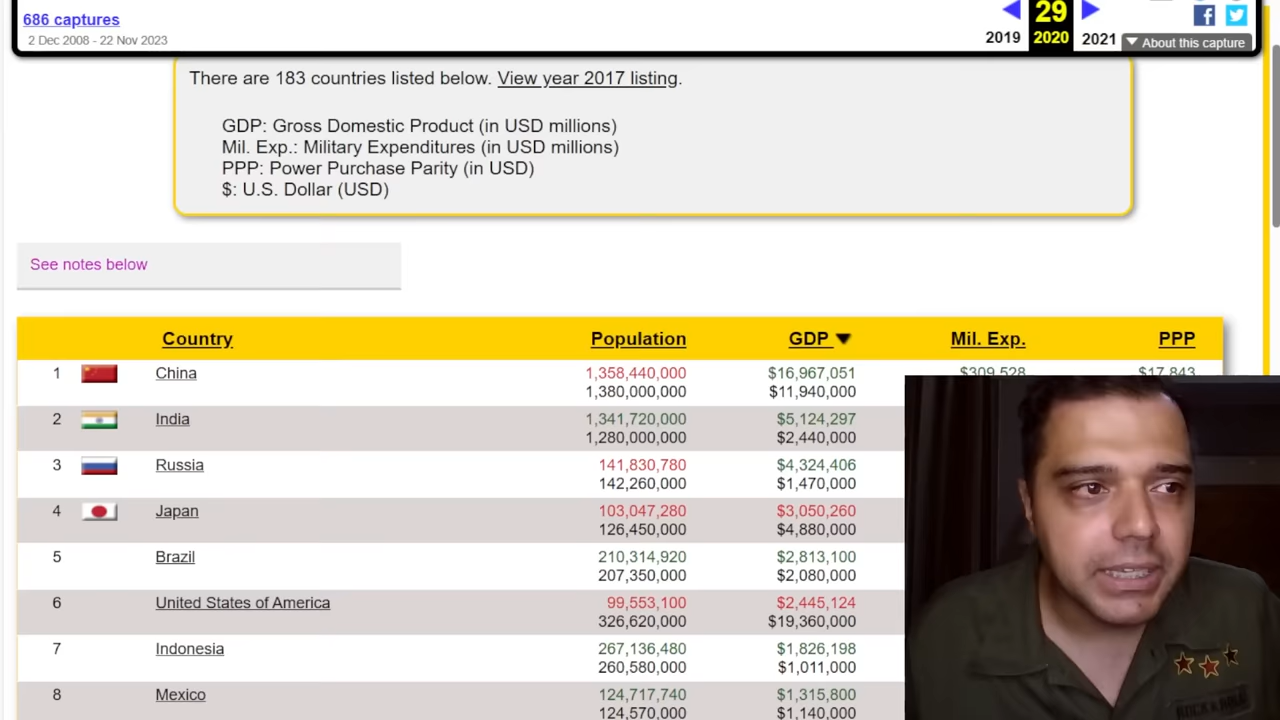 686 captures
2 Dec 2008 - 22 Nov 2023
29
2019 2020 2021 About this capture
There are 183 countries listed below. View year 2017 listing.
GDP: Gross Domestic Product (in USD millions)
Mil. Exp.: Military Expenditures (in USD millions)
PPP: Power Purchase Parity (in USD)
$: U.S. Dollar (USD)
See notes below
Country Population GDP Mil. Exp. PPP
1 China 1,358,440,000 $16,967,051 $309,528 $17,843
1,380,000,000 $11,940,000
2 India 1,341,720,000 $5,124,297
1,280,000,000 $2,440,000
3 Russia 141,830,780 $4,324,406
142,260,000 $1,470,000
4 Japan 103,047,280 $3,050,260
126,450,000 $4,880,000
5 Brazil 210,314,920 $2,813,100
207,350,000 $2,080,000
6 United States of America 99,553,100 $2,445,124
326,620,000 $19,360,000
7 Indonesia 267,136,480 $1,826,198
260,580,000 $1,011,000
8 Mexico 124,717,740 $1,315,800
124,570,000 $1,140,000